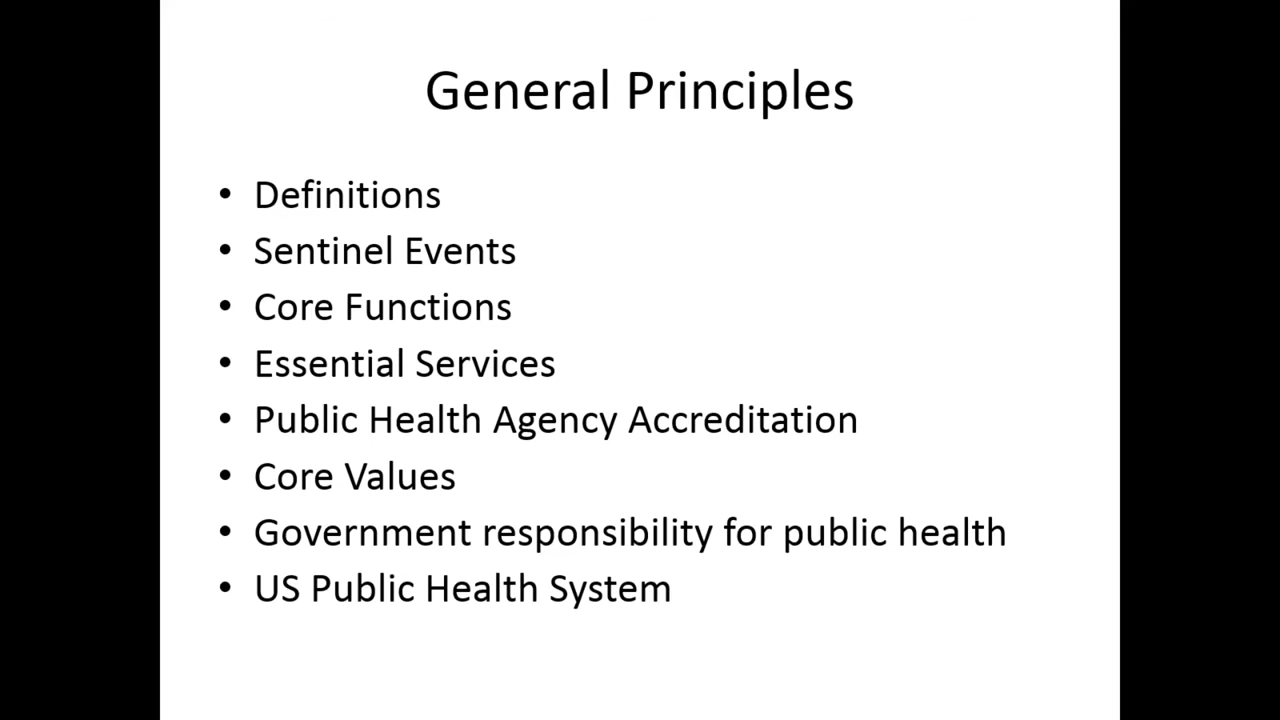 General Principles
• Definitions
• Sentinel Events
• Core Functions
• Essential Services
• Public Health Agency Accreditation
• Core Values
• Government responsibility for public health
• US Public Health System